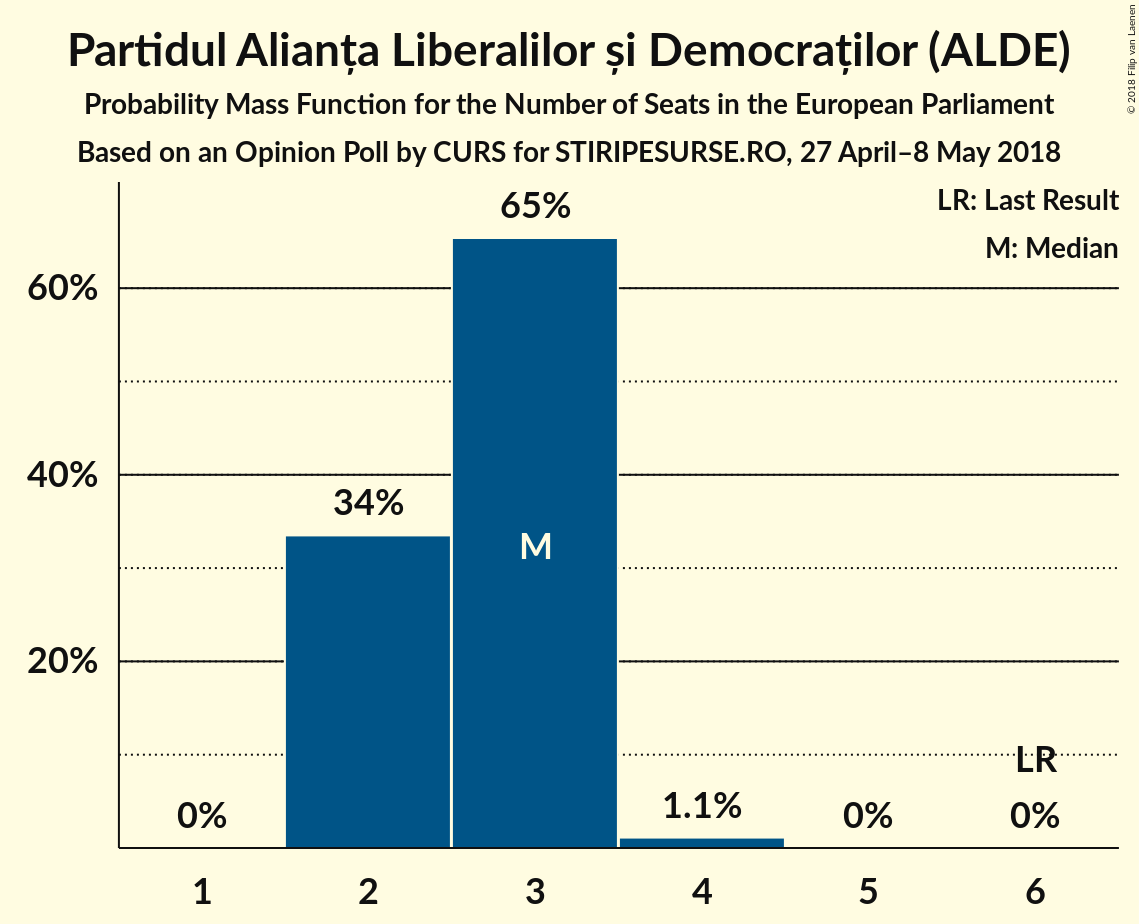 Partidul Alianța Liberalilor și Democraților (ALDE)
Probability Mass Function for the Number of Seats in the European Parliament
Based on an Opinion Poll by CURS for STIRIPESURSE.RO, 27 April–8 May 2018
© 2018 Filip van Laenen
LR: Last Result
M: Median
65%
60%
40%
34%
M
20%
LR
0%
1.1%
0%
0%
1 2 3 4 5 6